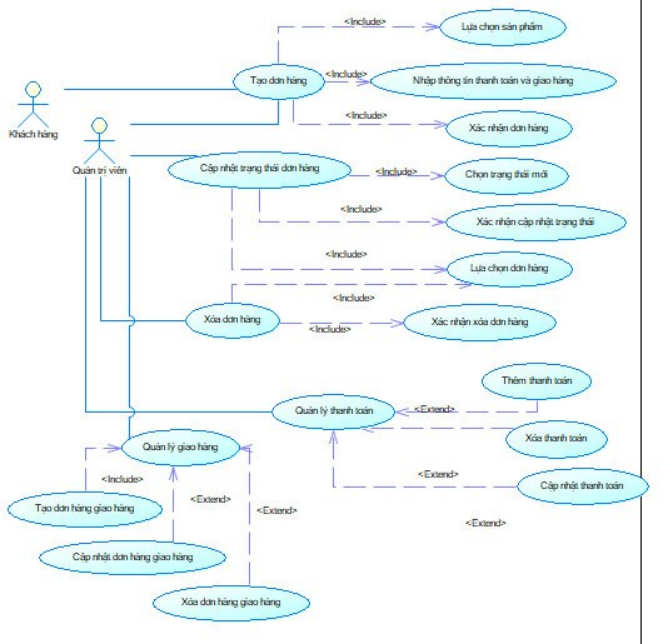 <Include>
Lựa chọn sản phẩm
Tạo đơn hàng
<Include>
Nhập thông tin thanh toán và giao hàng
Khách hàng
<Include>
Xác nhận đơn hàng
Quản trị viên
Cập nhật trạng thái đơn hàng
<Include>
Chọn trạng thái mới
<Include>
Xác nhận cập nhật trạng thái
Lựa chọn đơn hàng
<Include>
Xóa đơn hàng
<Include>
Xác nhận xóa đơn hàng
Thêm thanh toán
Quản lý thanh toán
<Extend>
Xóa thanh toán
Quản lý giao hàng
<Include>
<Extend>
Cập nhật thanh toán
Tạo đơn hàng giao hàng
<Extend>
<Extend>
<Extend>
Cập nhật đơn hàng giao hàng
Xóa đơn hàng giao hàng